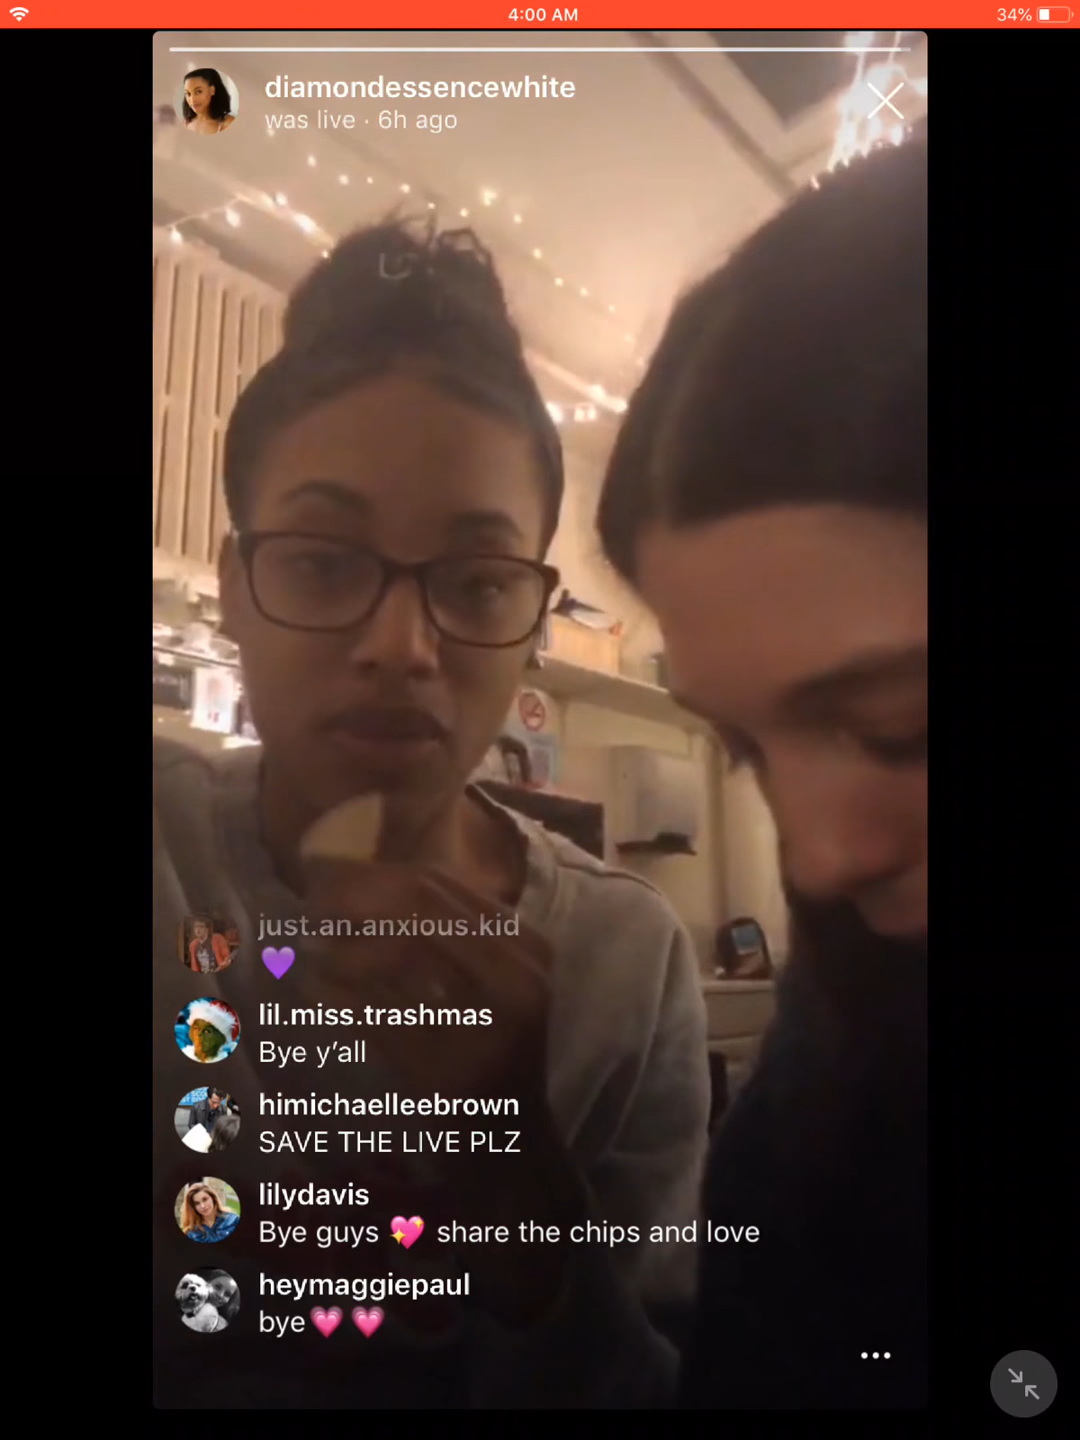 4:00 AM
34%
diamondessencewhite
was live · 6h ago
just.an.anxious.kid
💜
lil.miss.trashmas
Bye y’all
himichaelleebrown
SAVE THE LIVE PLZ
lilydavis
Bye guys 💖 share the chips and love
heymaggiepaul
bye💗💗